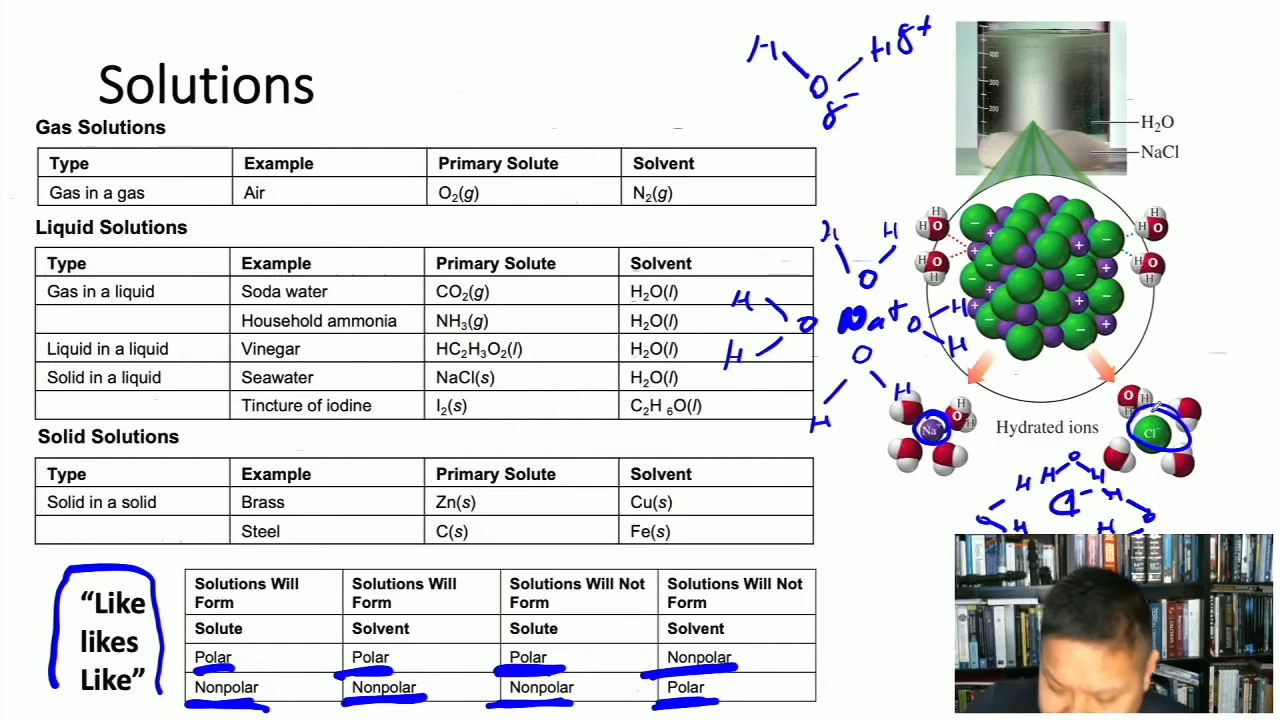 Solutions
Gas Solutions
Type Example Primary Solute Solvent
Gas in a gas Air O₂(g) N₂(g)
Liquid Solutions
Type Example Primary Solute Solvent
Gas in a liquid Soda water CO₂(g) H₂O(l)
Household ammonia NH₃(g) H₂O(l)
Liquid in a liquid Vinegar HC₂H₃O₂(l) H₂O(l)
Solid in a liquid Seawater NaCl(s) H₂O(l)
Tincture of iodine I₂(s) C₂H ₆O(l)
Solid Solutions
Type Example Primary Solute Solvent
Solid in a solid Brass Zn(s) Cu(s)
Steel C(s) Fe(s)
"Like
likes
Like"
Solutions Will Form Solutions Will Form Solutions Will Not Form Solutions Will Not Form
Solute Solvent Solute Solvent
Polar Polar Polar Nonpolar
Nonpolar Nonpolar Nonpolar Polar
H H δ+
O
δ−
400
300
200
H₂O
NaCl
H H
O
H O Na+ O H
H H
O
H H
H O H O
H O H O
H O H O
H O H O
+ − + − + − + − +
Na+ H O H
Hydrated ions
O H H Cl−
O
H H H
Cl− H
O O
H H